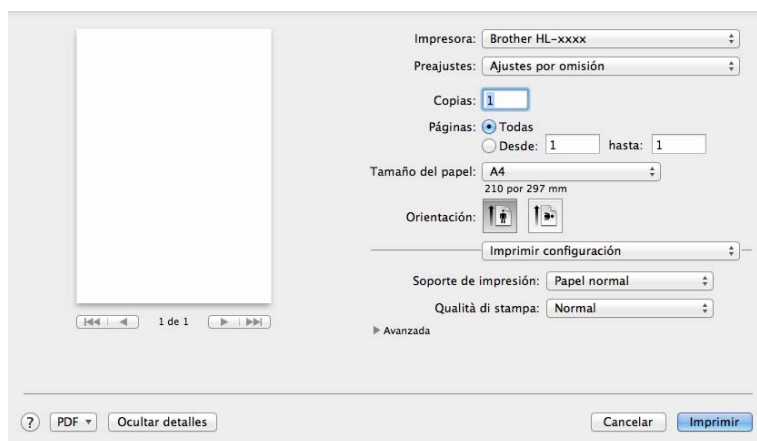 Impresora: Brother HL-xxxx
Preajustes: Ajustes por omisión
Copias: 1
Páginas: Todas
Desde: 1 hasta: 1
Tamaño del papel: A4
210 por 297 mm
Orientación:
Imprimir configuración
Soporte de impresión: Papel normal
Qualità di stampa: Normal
1 de 1
Avanzada
? PDF Ocultar detalles Cancelar Imprimir